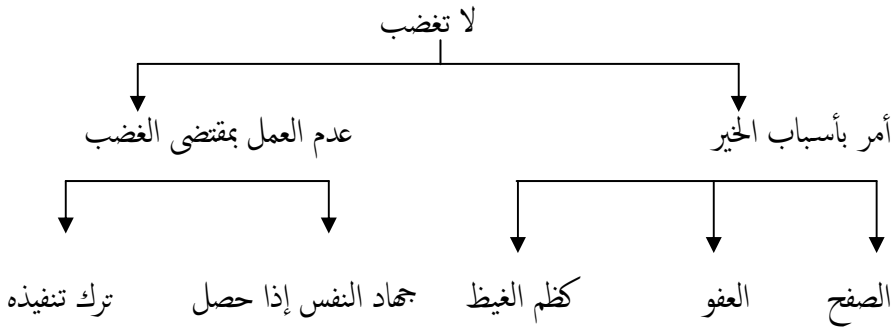 لا تغضب
أمر بأسباب الخير    عدم العمل بمقتضى الغضب
الصفح    العفو    كظم الغيظ    جهاد النفس إذا حصل    ترك تنفيذه